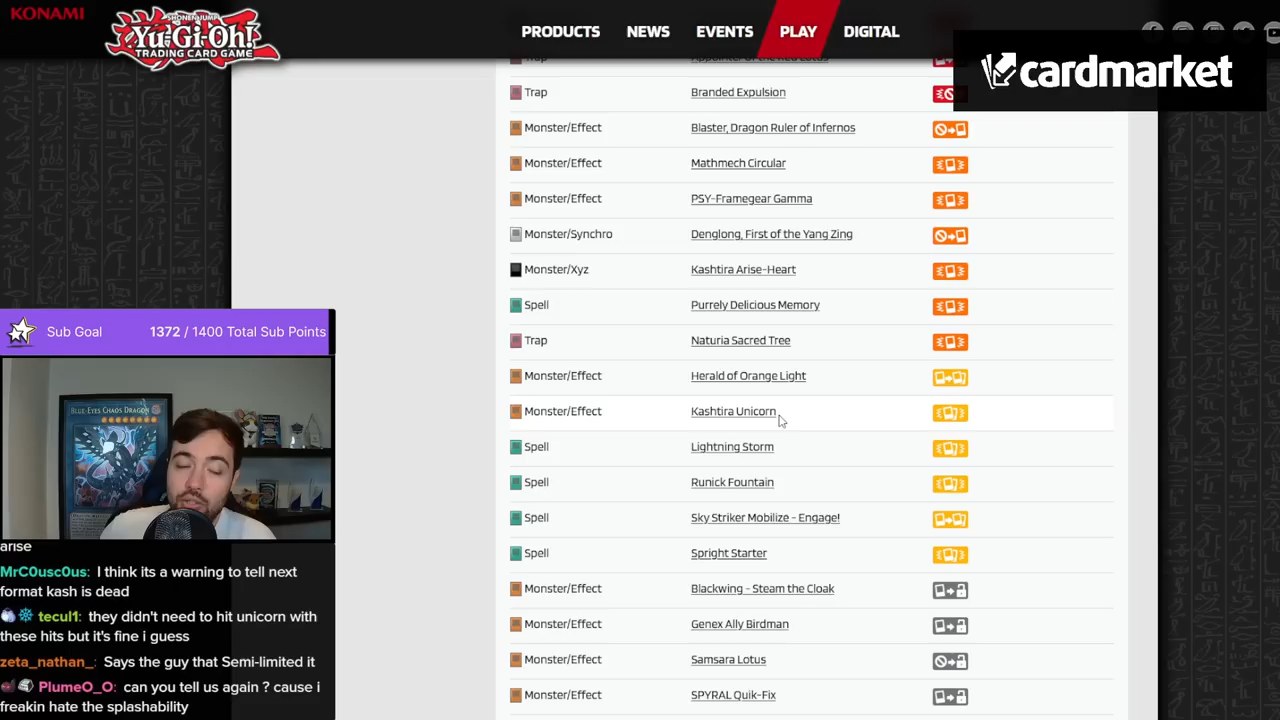 KONAMI
SHONEN JUMP
Yu-Gi-Oh!
TRADING CARD GAME
PRODUCTS NEWS EVENTS PLAY DIGITAL
cardmarket
Trap
Trap Branded Expulsion
Monster/Effect Blaster, Dragon Ruler of Infernos
Monster/Effect Mathmech Circular
Monster/Effect PSY-Framegear Gamma
Monster/Synchro Denglong, First of the Yang Zing
Monster/Xyz Kashtira Arise-Heart
Spell Purrely Delicious Memory
Trap Naturia Sacred Tree
Monster/Effect Herald of Orange Light
Monster/Effect Kashtira Unicorn
Spell Lightning Storm
Spell Runick Fountain
Spell Sky Striker Mobilize - Engage!
Spell Spright Starter
Monster/Effect Blackwing - Steam the Cloak
Monster/Effect Genex Ally Birdman
Monster/Effect Samsara Lotus
Monster/Effect SPYRAL Quik-Fix
Sub Goal 1372 / 1400 Total Sub Points
BLUE-EYES CHAOS DRAGON
arise
MrC0usc0us: I think its a warning to tell next
format kash is dead
tecul1: they didn't need to hit unicorn with
these hits but it's fine i guess
zeta_nathan_: Says the guy that Semi-limited it
PlumeO_O: can you tell us again ? cause i
freakin hate the splashability